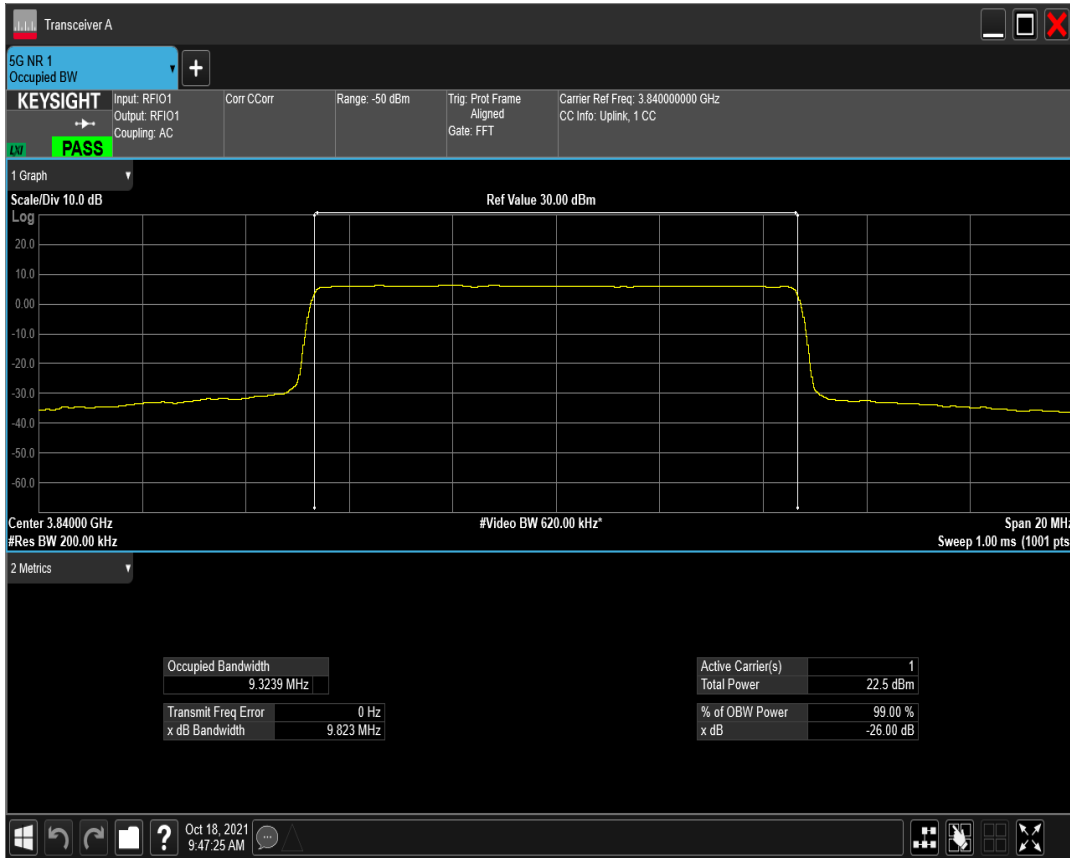 Transceiver A
5G NR 1
Occupied BW
KEYSIGHT
LXI
PASS
Input: RFIO1
Output: RFIO1
Coupling: AC
Corr CCorr
Range: -50 dBm
Trig: Prot Frame
Aligned
Gate: FFT
Carrier Ref Freq: 3.840000000 GHz
CC Info: Uplink, 1 CC
1 Graph
Scale/Div 10.0 dB
Ref Value 30.00 dBm
Log
20.0
10.0
0.00
-10.0
-20.0
-30.0
-40.0
-50.0
-60.0
Center 3.84000 GHz
#Video BW 620.00 kHz*
Span 20 MHz
#Res BW 200.00 kHz
Sweep 1.00 ms (1001 pts
2 Metrics
Occupied Bandwidth
9.3239 MHz
Transmit Freq Error 0 Hz
x dB Bandwidth 9.823 MHz
Active Carrier(s) 1
Total Power 22.5 dBm
% of OBW Power 99.00 %
x dB -26.00 dB
?
Oct 18, 2021
9:47:25 AM